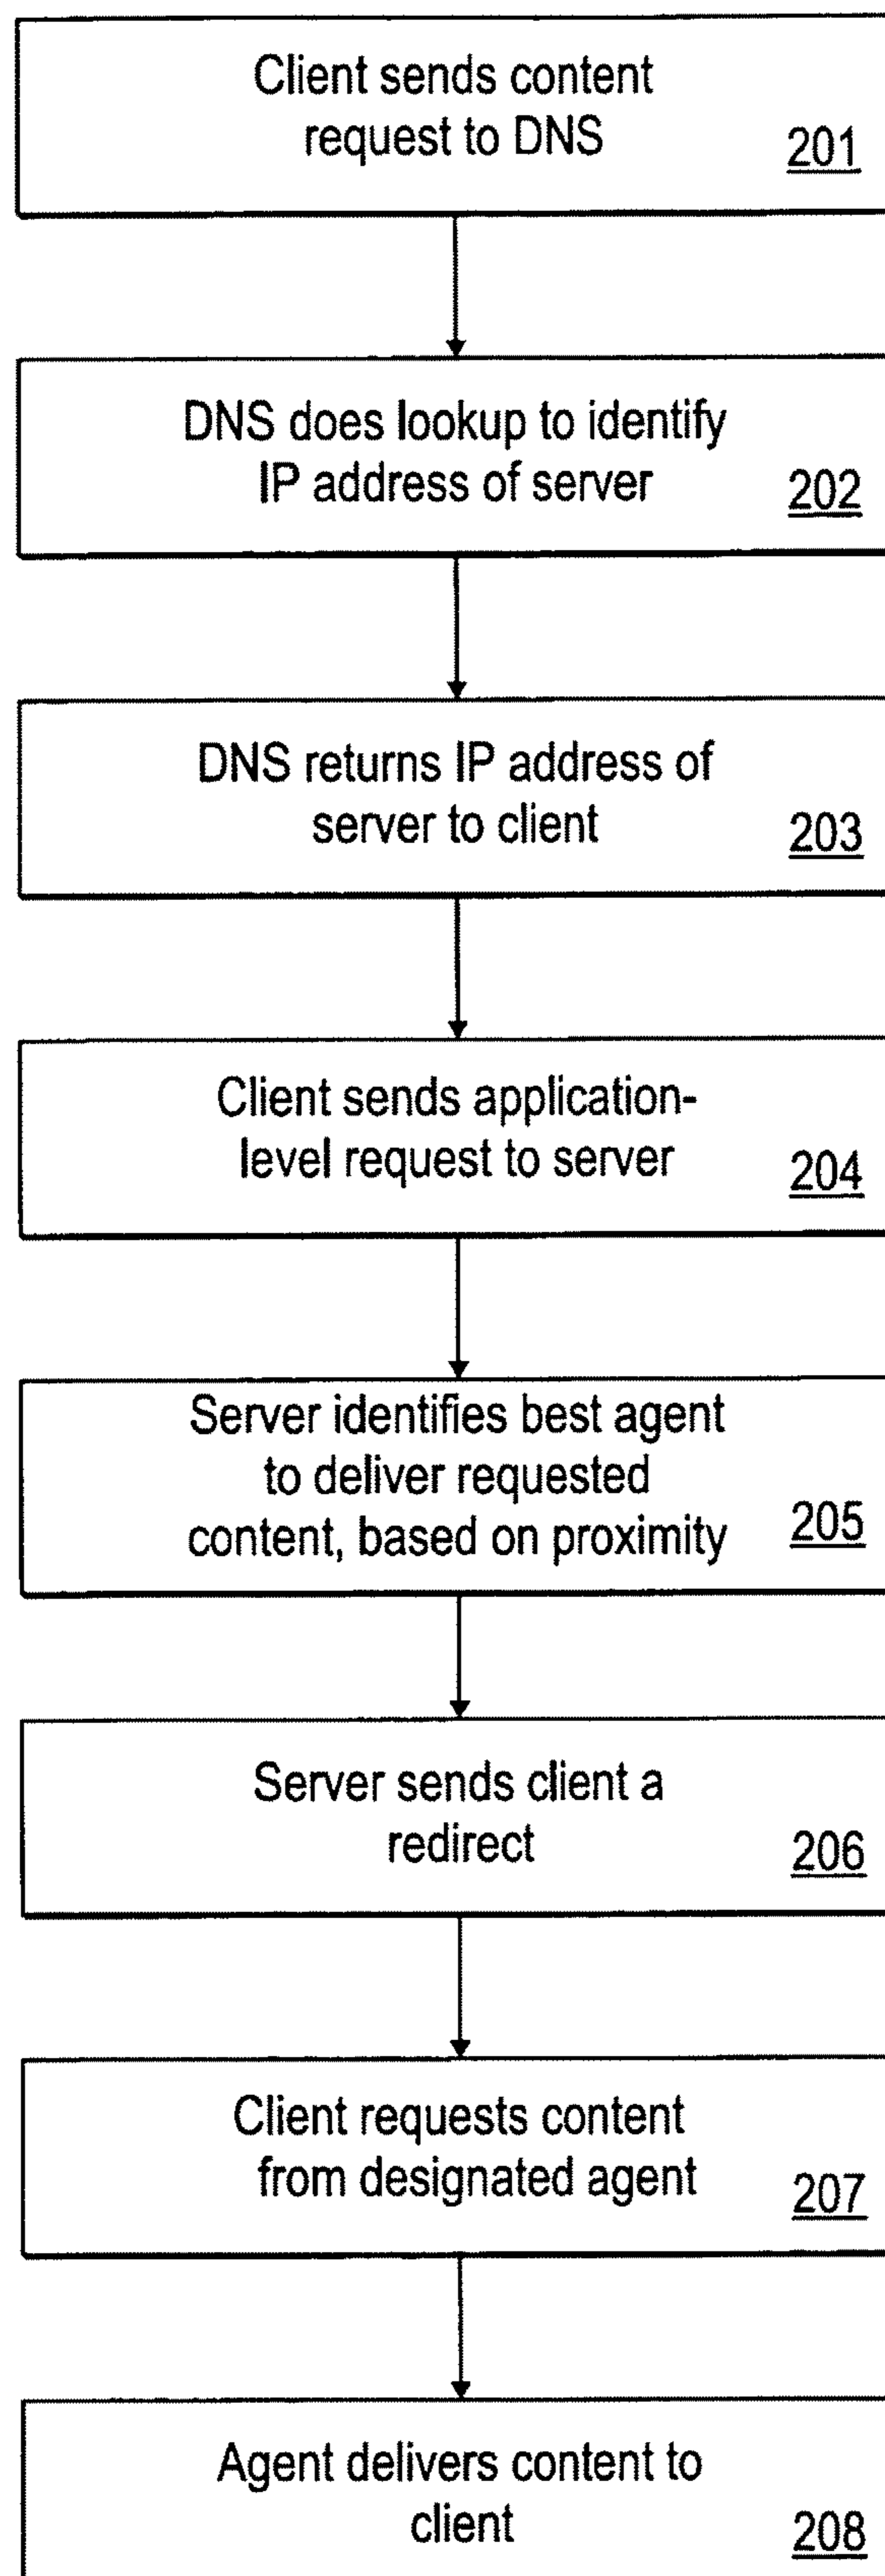 Client sends content
request to DNS
201
DNS does lookup to identify
IP address of server
202
DNS returns IP address of
server to client
203
Client sends application-
level request to server
204
Server identifies best agent
to deliver requested
content, based on proximity
205
Server sends client a
redirect
206
Client requests content
from designated agent
207
Agent delivers content to
client
208